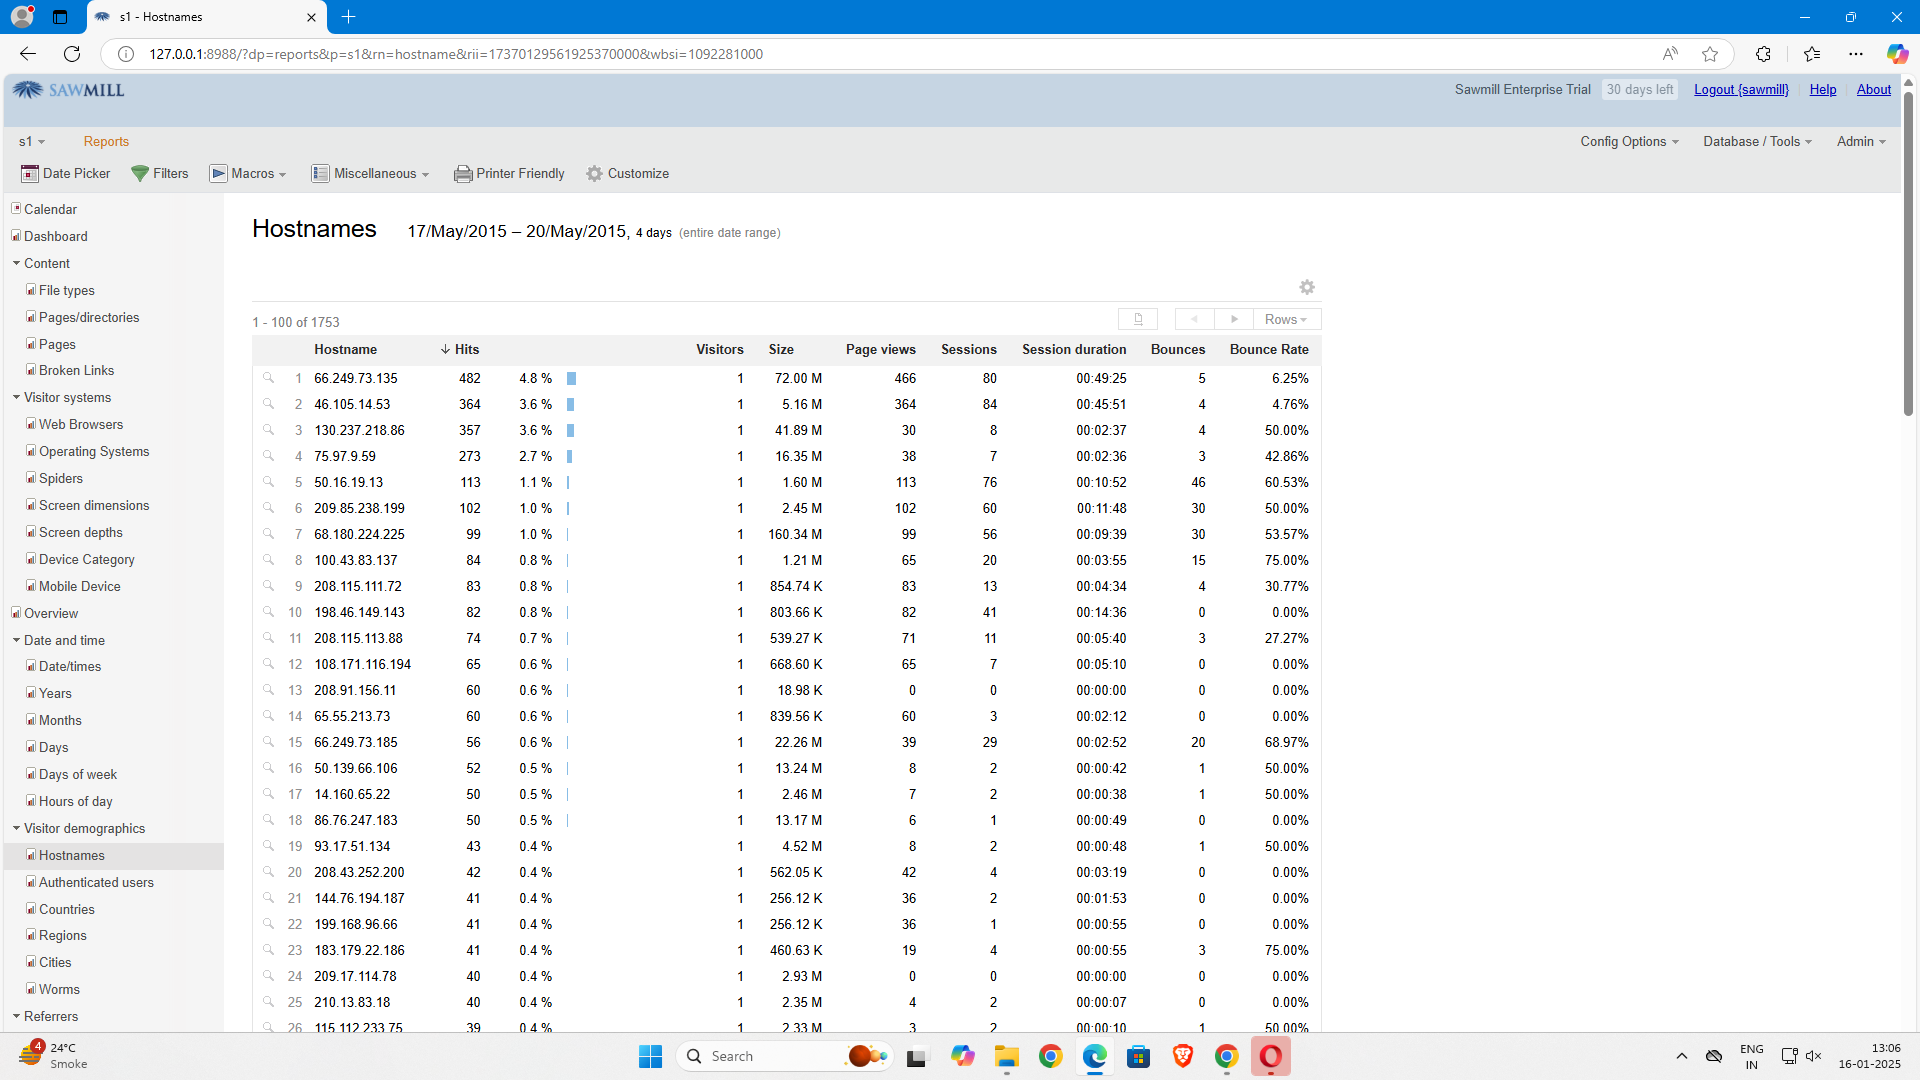 s1 - Hostnames
127.0.0.1:8988/?dp=reports&p=s1&rn=hostname&rii=17370129561925370000&wbsi=1092281000
SAWMILL
Sawmill Enterprise Trial 30 days left Logout {sawmill} Help About
s1 Reports Config Options Database / Tools Admin
Date Picker Filters Macros Miscellaneous Printer Friendly Customize
Calendar
Dashboard
Content
File types
Pages/directories
Pages
Broken Links
Visitor systems
Web Browsers
Operating Systems
Spiders
Screen dimensions
Screen depths
Device Category
Mobile Device
Overview
Date and time
Date/times
Years
Months
Days
Days of week
Hours of day
Visitor demographics
Hostnames
Authenticated users
Countries
Regions
Cities
Worms
Referrers
Hostnames 17/May/2015 – 20/May/2015, 4 days (entire date range)
1 - 100 of 1753 Rows
Hostname Hits Visitors Size Page views Sessions Session duration Bounces Bounce Rate
1 66.249.73.135 482 4.8 % 1 72.00 M 466 80 00:49:25 5 6.25%
2 46.105.14.53 364 3.6 % 1 5.16 M 364 84 00:45:51 4 4.76%
3 130.237.218.86 357 3.6 % 1 41.89 M 30 8 00:02:37 4 50.00%
4 75.97.9.59 273 2.7 % 1 16.35 M 38 7 00:02:36 3 42.86%
5 50.16.19.13 113 1.1 % 1 1.60 M 113 76 00:10:52 46 60.53%
6 209.85.238.199 102 1.0 % 1 2.45 M 102 60 00:11:48 30 50.00%
7 68.180.224.225 99 1.0 % 1 160.34 M 99 56 00:09:39 30 53.57%
8 100.43.83.137 84 0.8 % 1 1.21 M 65 20 00:03:55 15 75.00%
9 208.115.111.72 83 0.8 % 1 854.74 K 83 13 00:04:34 4 30.77%
10 198.46.149.143 82 0.8 % 1 803.66 K 82 41 00:14:36 0 0.00%
11 208.115.113.88 74 0.7 % 1 539.27 K 71 11 00:05:40 3 27.27%
12 108.171.116.194 65 0.6 % 1 668.60 K 65 7 00:05:10 0 0.00%
13 208.91.156.11 60 0.6 % 1 18.98 K 0 0 00:00:00 0 0.00%
14 65.55.213.73 60 0.6 % 1 839.56 K 60 3 00:02:12 0 0.00%
15 66.249.73.185 56 0.6 % 1 22.26 M 39 29 00:02:52 20 68.97%
16 50.139.66.106 52 0.5 % 1 13.24 M 8 2 00:00:42 1 50.00%
17 14.160.65.22 50 0.5 % 1 2.46 M 7 2 00:00:38 1 50.00%
18 86.76.247.183 50 0.5 % 1 13.17 M 6 1 00:00:49 0 0.00%
19 93.17.51.134 43 0.4 % 1 4.52 M 8 2 00:00:48 1 50.00%
20 208.43.252.200 42 0.4 % 1 562.05 K 42 4 00:03:19 0 0.00%
21 144.76.194.187 41 0.4 % 1 256.12 K 36 2 00:01:53 0 0.00%
22 199.168.96.66 41 0.4 % 1 256.12 K 36 1 00:00:55 0 0.00%
23 183.179.22.186 41 0.4 % 1 460.63 K 19 4 00:00:55 3 75.00%
24 209.17.114.78 40 0.4 % 1 2.93 M 0 0 00:00:00 0 0.00%
25 210.13.83.18 40 0.4 % 1 2.35 M 4 2 00:00:07 0 0.00%
26 115.112.233.75 39 0.4 % 1 2.33 M 3 2 00:00:10 1 50.00%
4
24°C
Smoke
Search
ENG
IN
13:06
16-01-2025